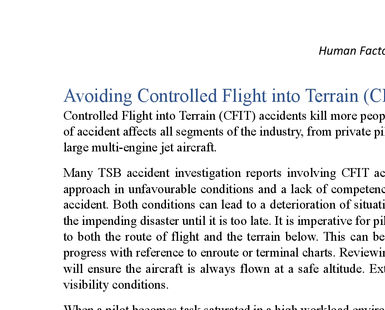 Human Facto
Avoiding Controlled Flight into Terrain (CF
Controlled Flight into Terrain (CFIT) accidents kill more peop
of accident affects all segments of the industry, from private pil
large multi-engine jet aircraft.
Many TSB accident investigation reports involving CFIT ac
approach in unfavourable conditions and a lack of competenc
accident. Both conditions can lead to a deterioration of situati
the impending disaster until it is too late. It is imperative for pil
to both the route of flight and the terrain below. This can be
progress with reference to enroute or terminal charts. Reviewin
will ensure the aircraft is always flown at a safe altitude. Ext
visibility conditions.
When a pilot becomes task saturated in a high workload enviro